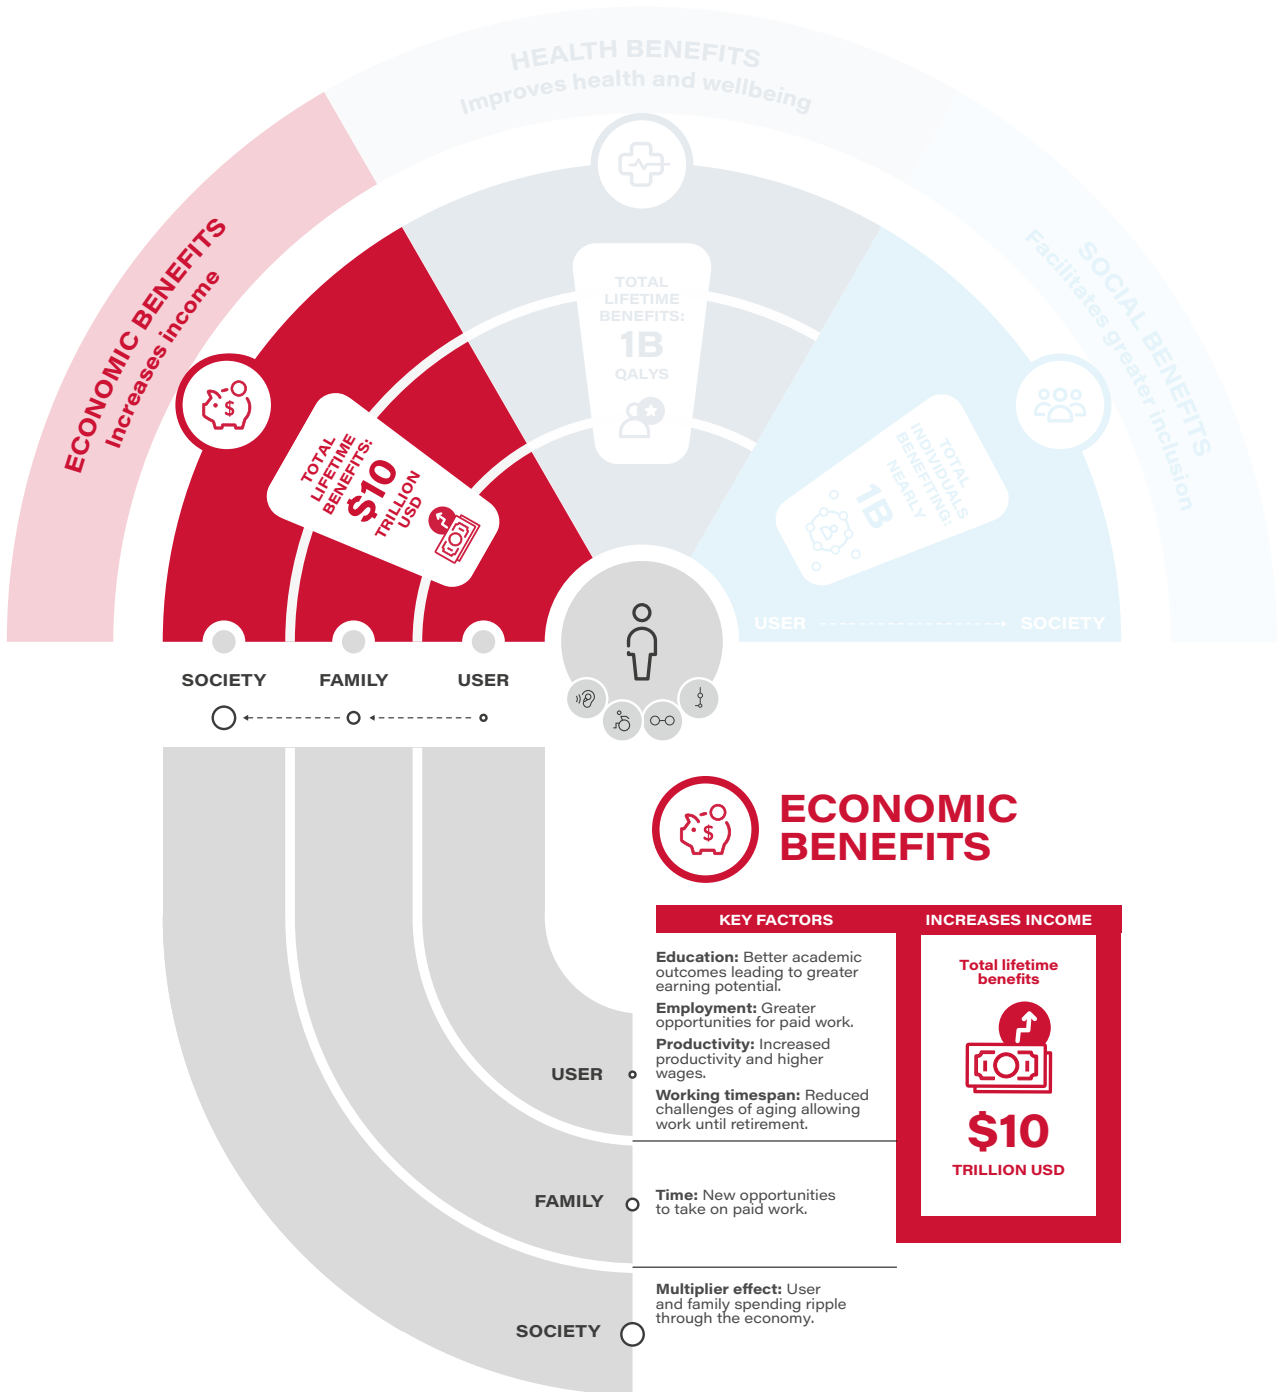 HEALTH BENEFITS
Improves health and wellbeing
ECONOMIC BENEFITS
Increases income
SOCIAL BENEFITS
Facilitates greater inclusion
TOTAL
LIFETIME
BENEFITS:
$10
TRILLION
USD
$
TOTAL
LIFETIME
BENEFITS:
1B
QALYS
TOTAL
INDIVIDUALS
BENEFITING:
NEARLY
1B
USER
SOCIETY
SOCIETY
FAMILY
USER
$
ECONOMIC
BENEFITS
KEY FACTORS
INCREASES INCOME
Education: Better academic
outcomes leading to greater
earning potential.
Employment: Greater
opportunities for paid work.
Productivity: Increased
productivity and higher
wages.
Working timespan: Reduced
challenges of aging allowing
work until retirement.
USER
Total lifetime
benefits
$10
TRILLION USD
FAMILY
Time: New opportunities
to take on paid work.
SOCIETY
Multiplier effect: User
and family spending ripple
through the economy.